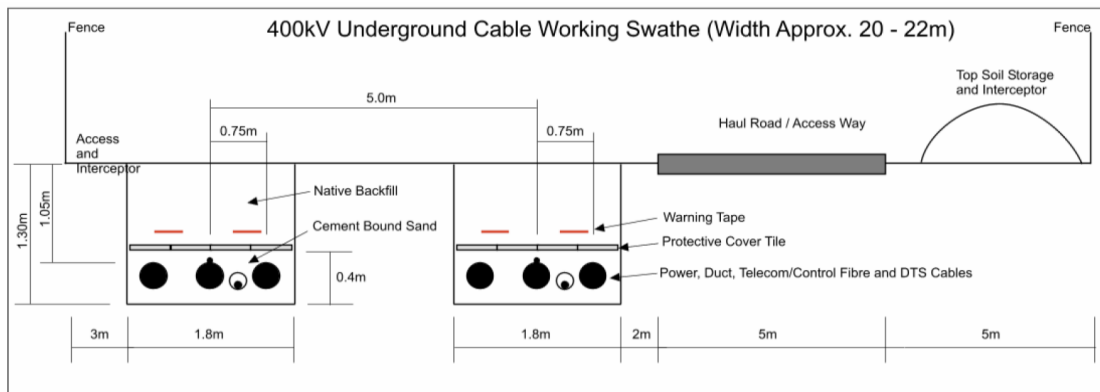 400kV Underground Cable Working Swathe (Width Approx. 20 - 22m)
Fence
Fence
Top Soil Storage
and Interceptor
5.0m
0.75m
0.75m
Haul Road / Access Way
Access
and
Interceptor
1.30m
1.05m
Native Backfill
Cement Bound Sand
0.4m
Warning Tape
Protective Cover Tile
Power, Duct, Telecom/Control Fibre and DTS Cables
3m
1.8m
1.8m
2m
5m
5m